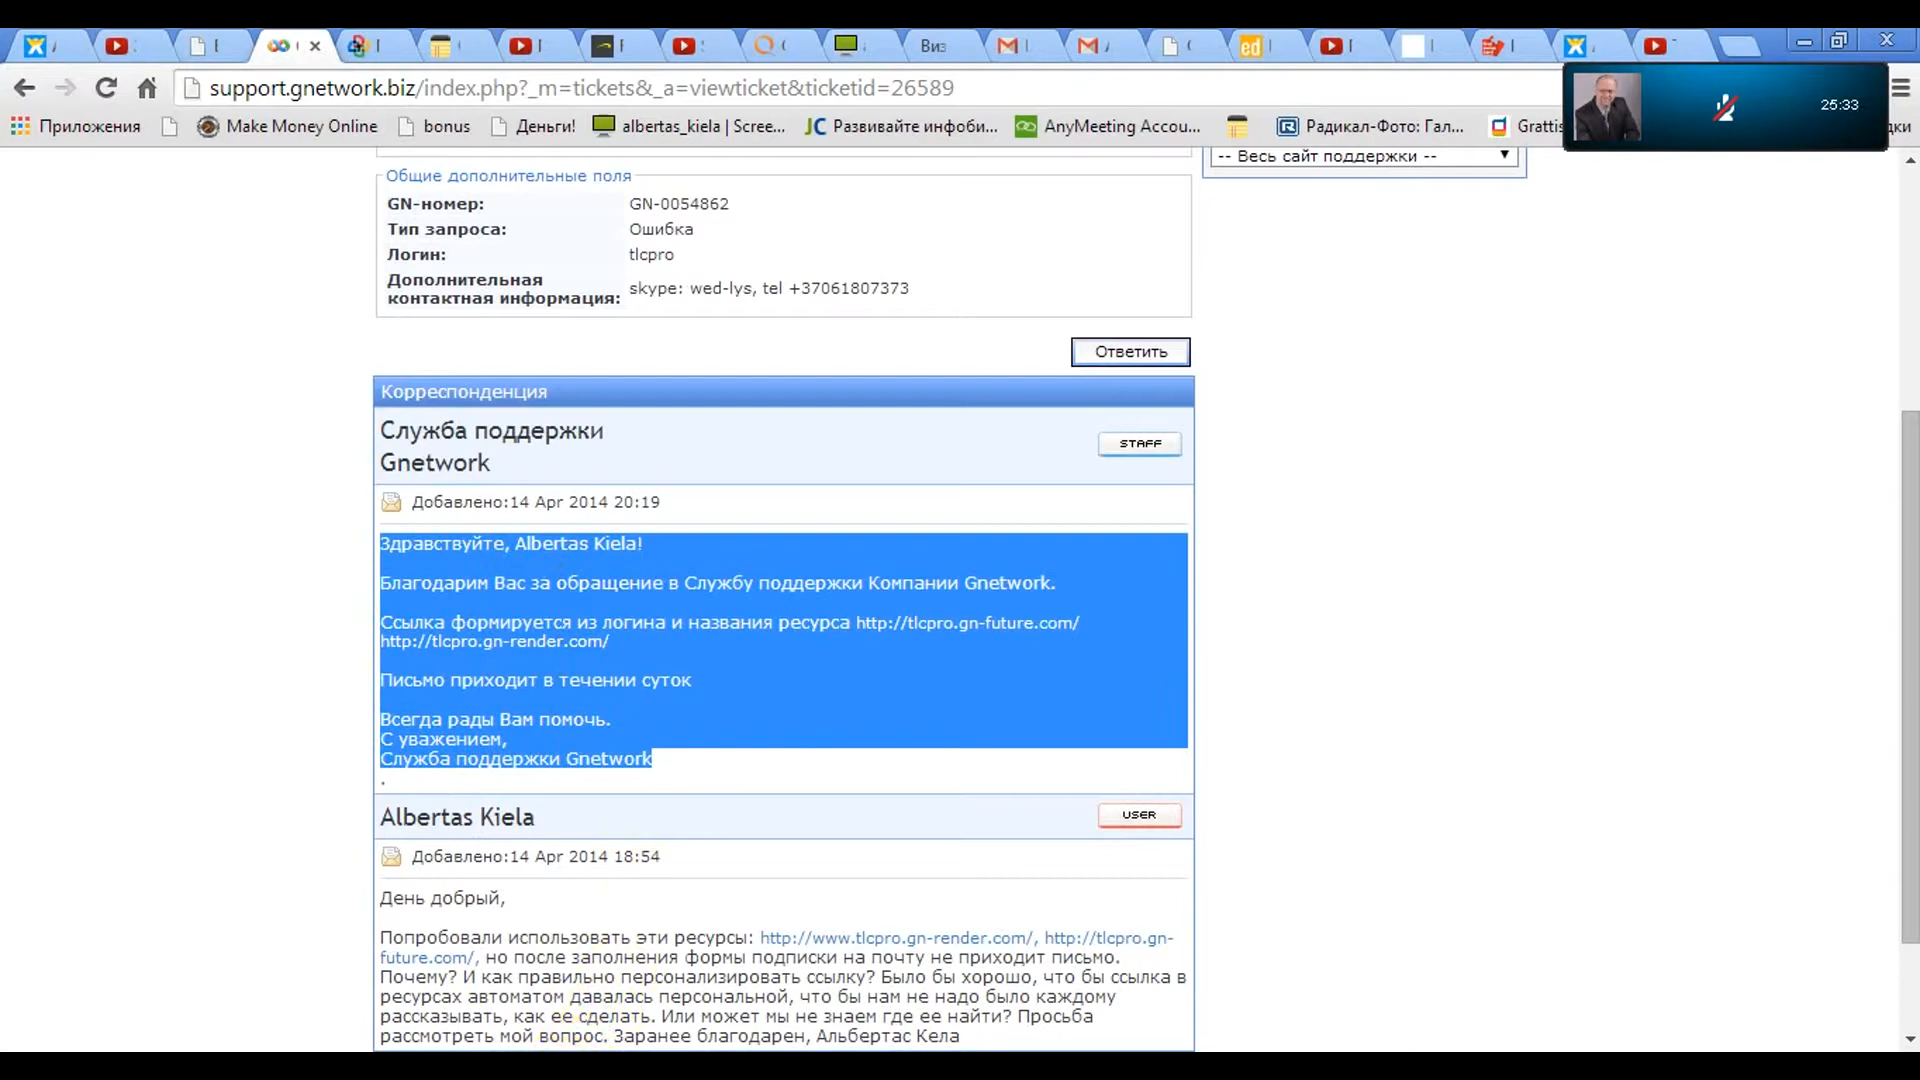 Виз
support.gnetwork.biz/index.php?_m=tickets&_a=viewticket&ticketid=26589
25:33
Приложения Make Money Online bonus Деньги! albertas_kiela | Scree... Развивайте инфоби... AnyMeeting Accou... Радикал-Фото: Гал... Grattis
-- Весь сайт поддержки --
Общие дополнительные поля
GN-номер: GN-0054862
Тип запроса: Ошибка
Логин: tlcpro
Дополнительная
контактная информация: skype: wed-lys, tel +37061807373
Ответить
Корреспонденция
Служба поддержки
Gnetwork
STAFF
Добавлено:14 Apr 2014 20:19
Здравствуйте, Albertas Kiela!
Благодарим Вас за обращение в Службу поддержки Компании Gnetwork.
Ссылка формируется из логина и названия ресурса http://tlcpro.gn-future.com/
http://tlcpro.gn-render.com/
Письмо приходит в течении суток
Всегда рады Вам помочь.
С уважением,
Служба поддержки Gnetwork
.
Albertas Kiela
USER
Добавлено:14 Apr 2014 18:54
День добрый,
Попробовали использовать эти ресурсы: http://www.tlcpro.gn-render.com/, http://tlcpro.gn-
future.com/, но после заполнения формы подписки на почту не приходит письмо.
Почему? И как правильно персонализировать ссылку? Было бы хорошо, что бы ссылка в
ресурсах автоматом давалась персональной, что бы нам не надо было каждому
рассказывать, как ее сделать. Или может мы не знаем где ее найти? Просьба
рассмотреть мой вопрос. Заранее благодарен, Альбертас Кела